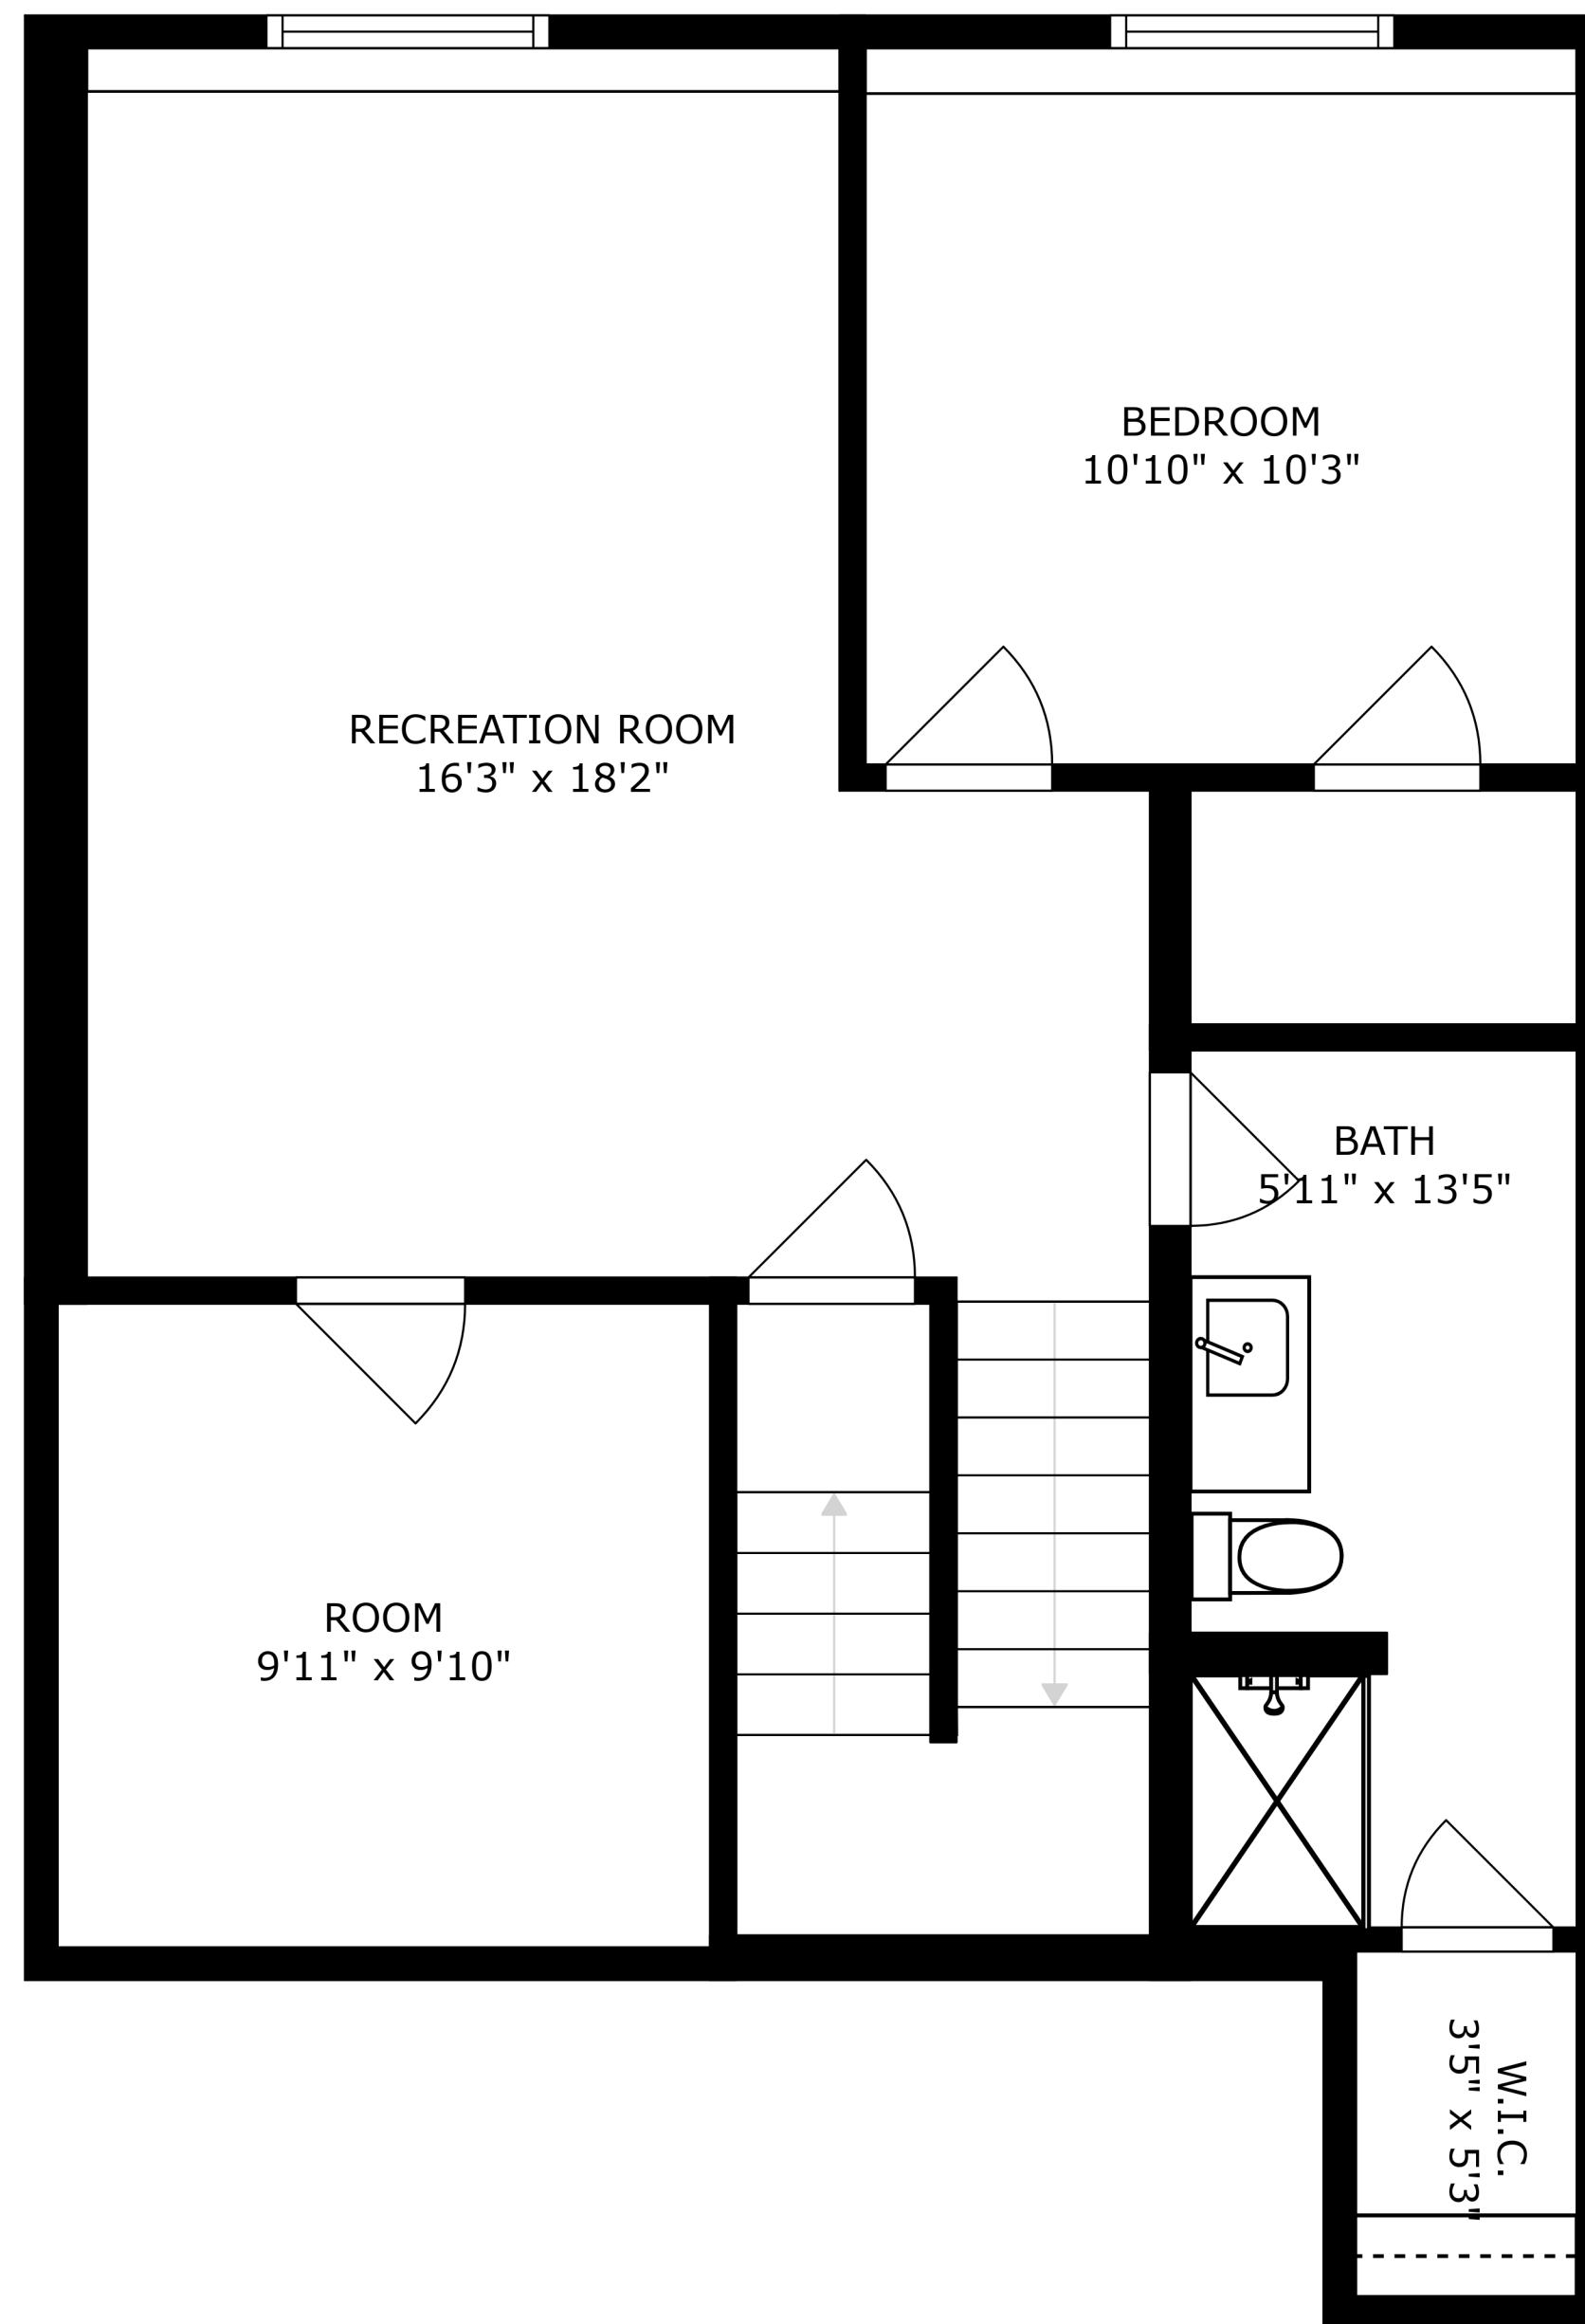 BEDROOM
10'10" x 10'3"
RECREATION ROOM
16'3" x 18'2"
BATH
5'11" x 13'5"
ROOM
9'11" x 9'10"
W.I.C.
3'5" x 5'3"